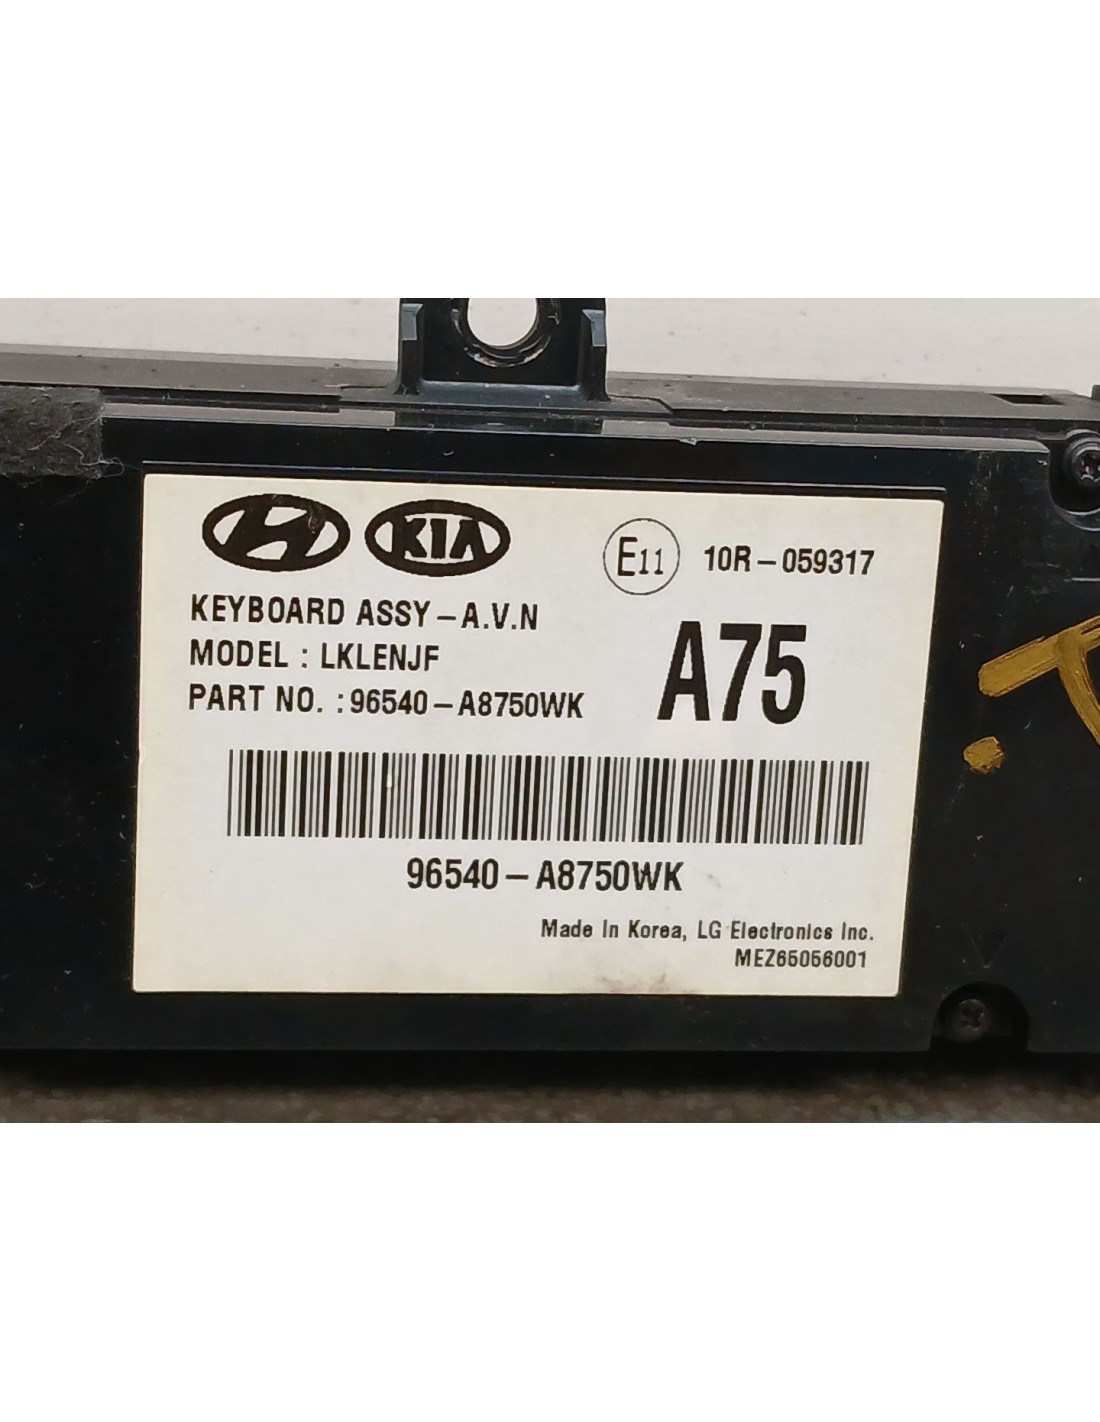 KIA
E11 10R-059317
KEYBOARD ASSY-A.V.N
MODEL : LKLENJF
PART NO. : 96540-A8750WK
A75
96540-A8750WK
Made In Korea, LG Electronics Inc.
MEZ65056001